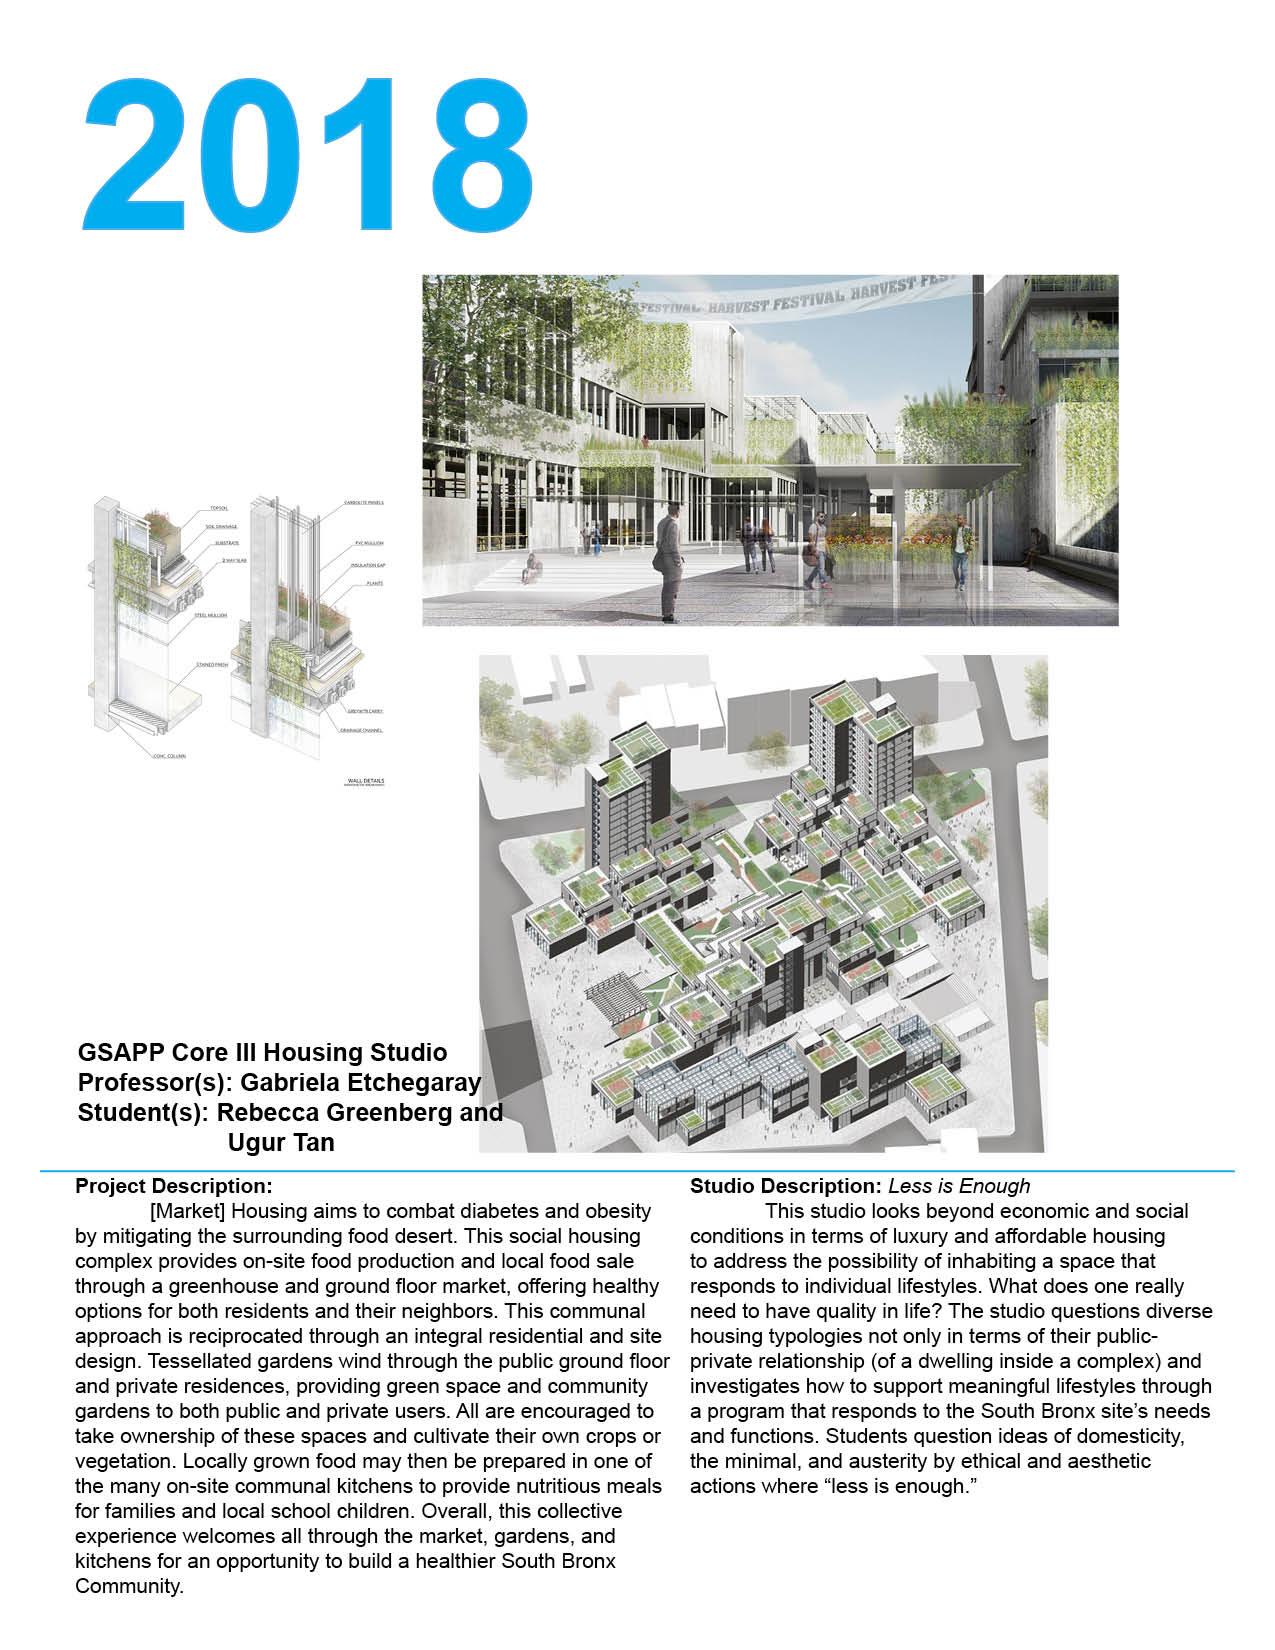 2018
FESTIVAL HARVEST FESTIVAL HARVEST FEST
TOPSOIL
SOIL DRAINAGE
SUBSTRATE
2 WAY SLAB
STEEL MULLION
STAINED FINISH
CONC. COLUMN
CARBOLITE PANELS
PVC MULLION
INSULATION GAP
PLANTS
DRAINAGE CHANNEL
WALL DETAILS
GSAPP Core III Housing Studio
Professor(s): Gabriela Etchegaray
Student(s): Rebecca Greenberg and
Ugur Tan
Project Description:
[Market] Housing aims to combat diabetes and obesity
by mitigating the surrounding food desert. This social housing
complex provides on-site food production and local food sale
through a greenhouse and ground floor market, offering healthy
options for both residents and their neighbors. This communal
approach is reciprocated through an integral residential and site
design. Tessellated gardens wind through the public ground floor
and private residences, providing green space and community
gardens to both public and private users. All are encouraged to
take ownership of these spaces and cultivate their own crops or
vegetation. Locally grown food may then be prepared in one of
the many on-site communal kitchens to provide nutritious meals
for families and local school children. Overall, this collective
experience welcomes all through the market, gardens, and
kitchens for an opportunity to build a healthier South Bronx
Community.
Studio Description: Less is Enough
This studio looks beyond economic and social
conditions in terms of luxury and affordable housing
to address the possibility of inhabiting a space that
responds to individual lifestyles. What does one really
need to have quality in life? The studio questions diverse
housing typologies not only in terms of their public-
private relationship (of a dwelling inside a complex) and
investigates how to support meaningful lifestyles through
a program that responds to the South Bronx site's needs
and functions. Students question ideas of domesticity,
the minimal, and austerity by ethical and aesthetic
actions where “less is enough.”